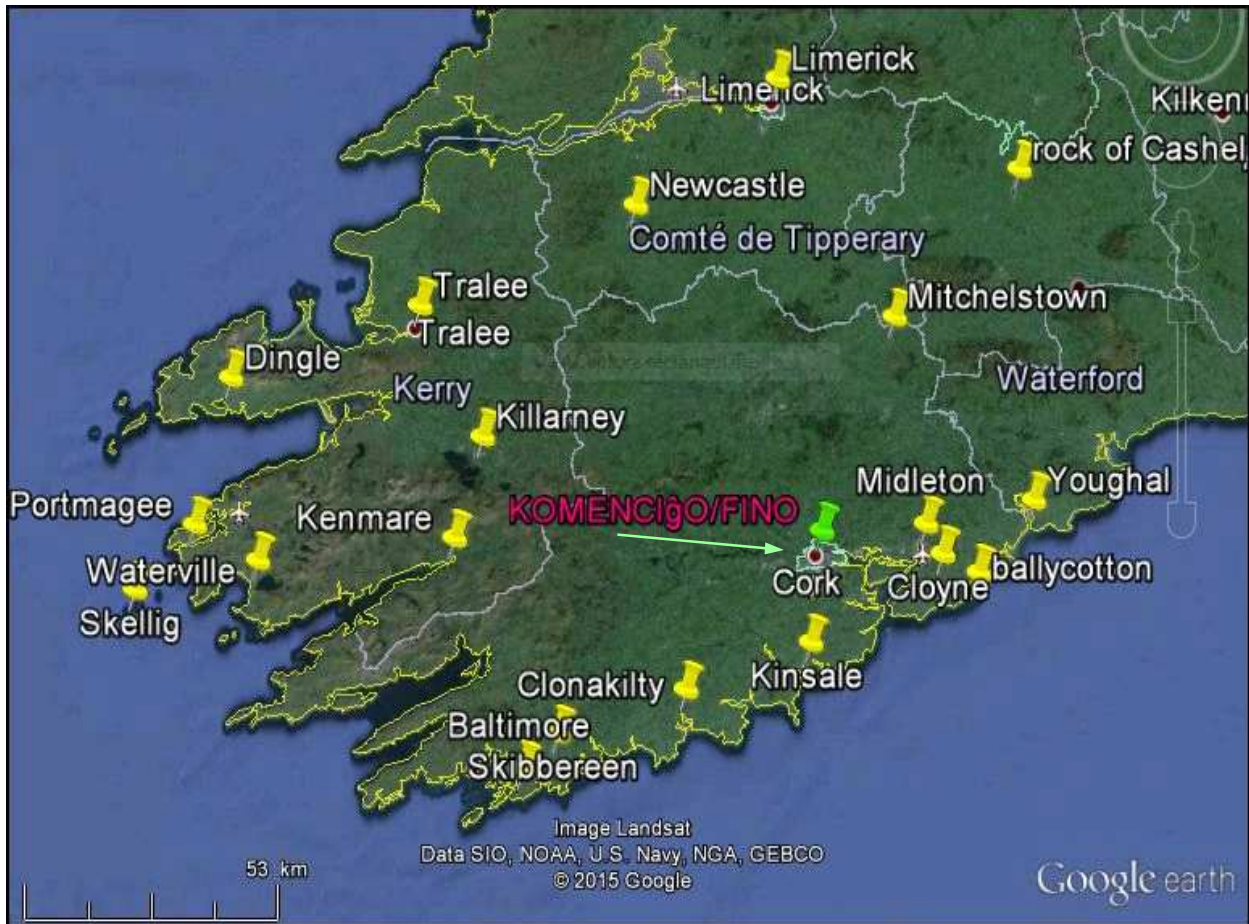 Limerick
Limerick
Kilkenn
rock of Cashel,
Newcastle
Comté de Tipperary
Tralee
Tralee
Mitchelstown
Dingle
Kerry
Waterford
Killarney
Midleton
Youghal
Portmagee
Kenmare
KOMENCIĝO/FINO
Waterville
Cork
Cloyne
ballycotton
Skellig
Clonakilty
Kinsale
Baltimore
Skibbereen
Image Landsat
Data SIO, NOAA, U.S. Navy, NGA, GEBCO
© 2015 Google
53 km
Google earth